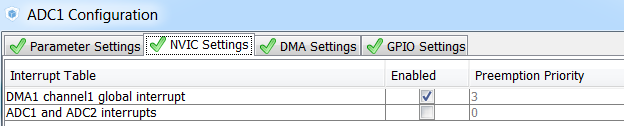 ADC1 Configuration
Parameter Settings NVIC Settings DMA Settings GPIO Settings
Interrupt Table Enabled Preemption Priority
DMA1 channel1 global interrupt 3
ADC1 and ADC2 interrupts 0